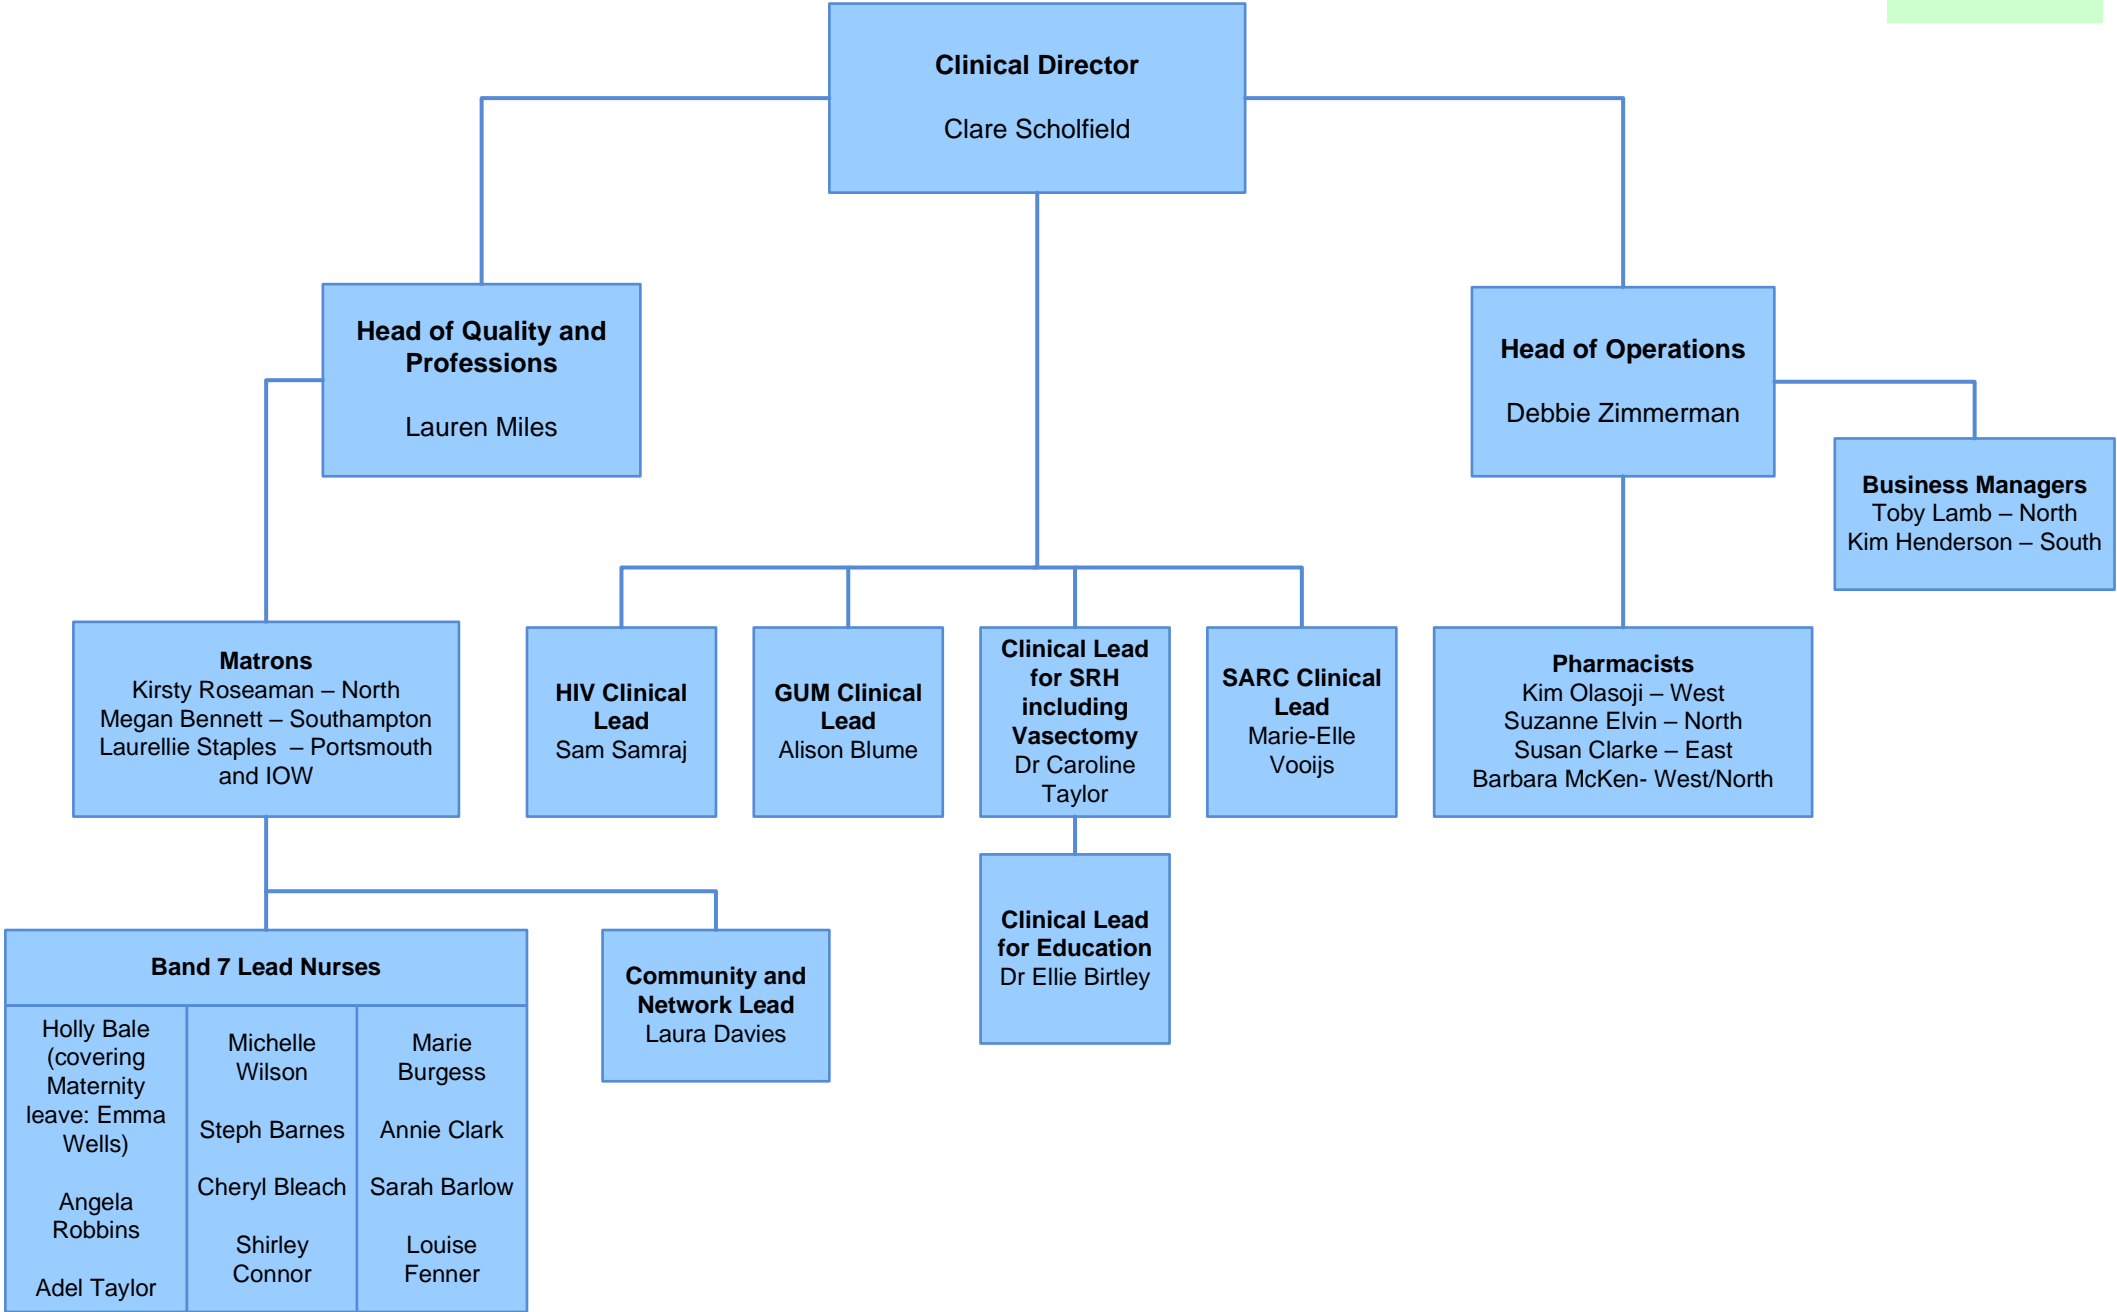 Clinical Director
Clare Scholfield
Head of Quality and
Professions
Lauren Miles
Head of Operations
Debbie Zimmerman
Business Managers
Toby Lamb – North
Kim Henderson – South
Matrons
Kirsty Roseaman – North
Megan Bennett – Southampton
Laurellie Staples – Portsmouth
and IOW
HIV Clinical
Lead
Sam Samraj
GUM Clinical
Lead
Alison Blume
Clinical Lead
for SRH
including
Vasectomy
Dr Caroline
Taylor
SARC Clinical
Lead
Marie-Elle
Vooijs
Pharmacists
Kim Olasoji – West
Suzanne Elvin – North
Susan Clarke – East
Barbara McKen- West/North
Clinical Lead
for Education
Dr Ellie Birtley
Band 7 Lead Nurses
Holly Bale
(covering
Maternity
leave: Emma
Wells)
Angela
Robbins
Adel Taylor
Michelle
Wilson
Steph Barnes
Cheryl Bleach
Shirley
Connor
Marie
Burgess
Annie Clark
Sarah Barlow
Louise
Fenner
Community and
Network Lead
Laura Davies